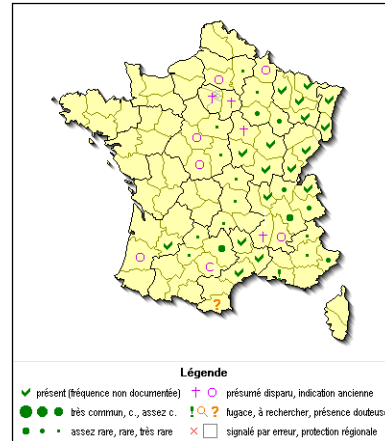 Légende
présent (fréquence non documentée) présumé disparu, indication ancienne
très commun, c., assez c. fugace, à rechercher, présence douteuse
assez rare, rare, très rare signalé par erreur, protection régionale